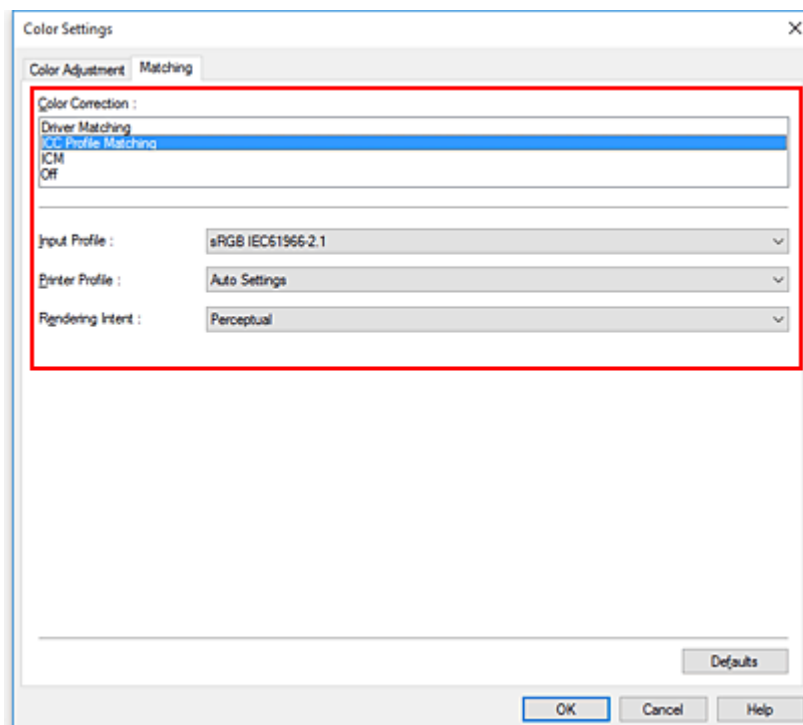 Color Settings
Color Adjustment Matching
Color Correction :
Driver Matching
ICC Profile Matching
ICM
Off
Input Profile : sRGB IEC61966-2.1
Printer Profile : Auto Settings
Rendering Intent : Perceptual
Defaults
OK Cancel Help